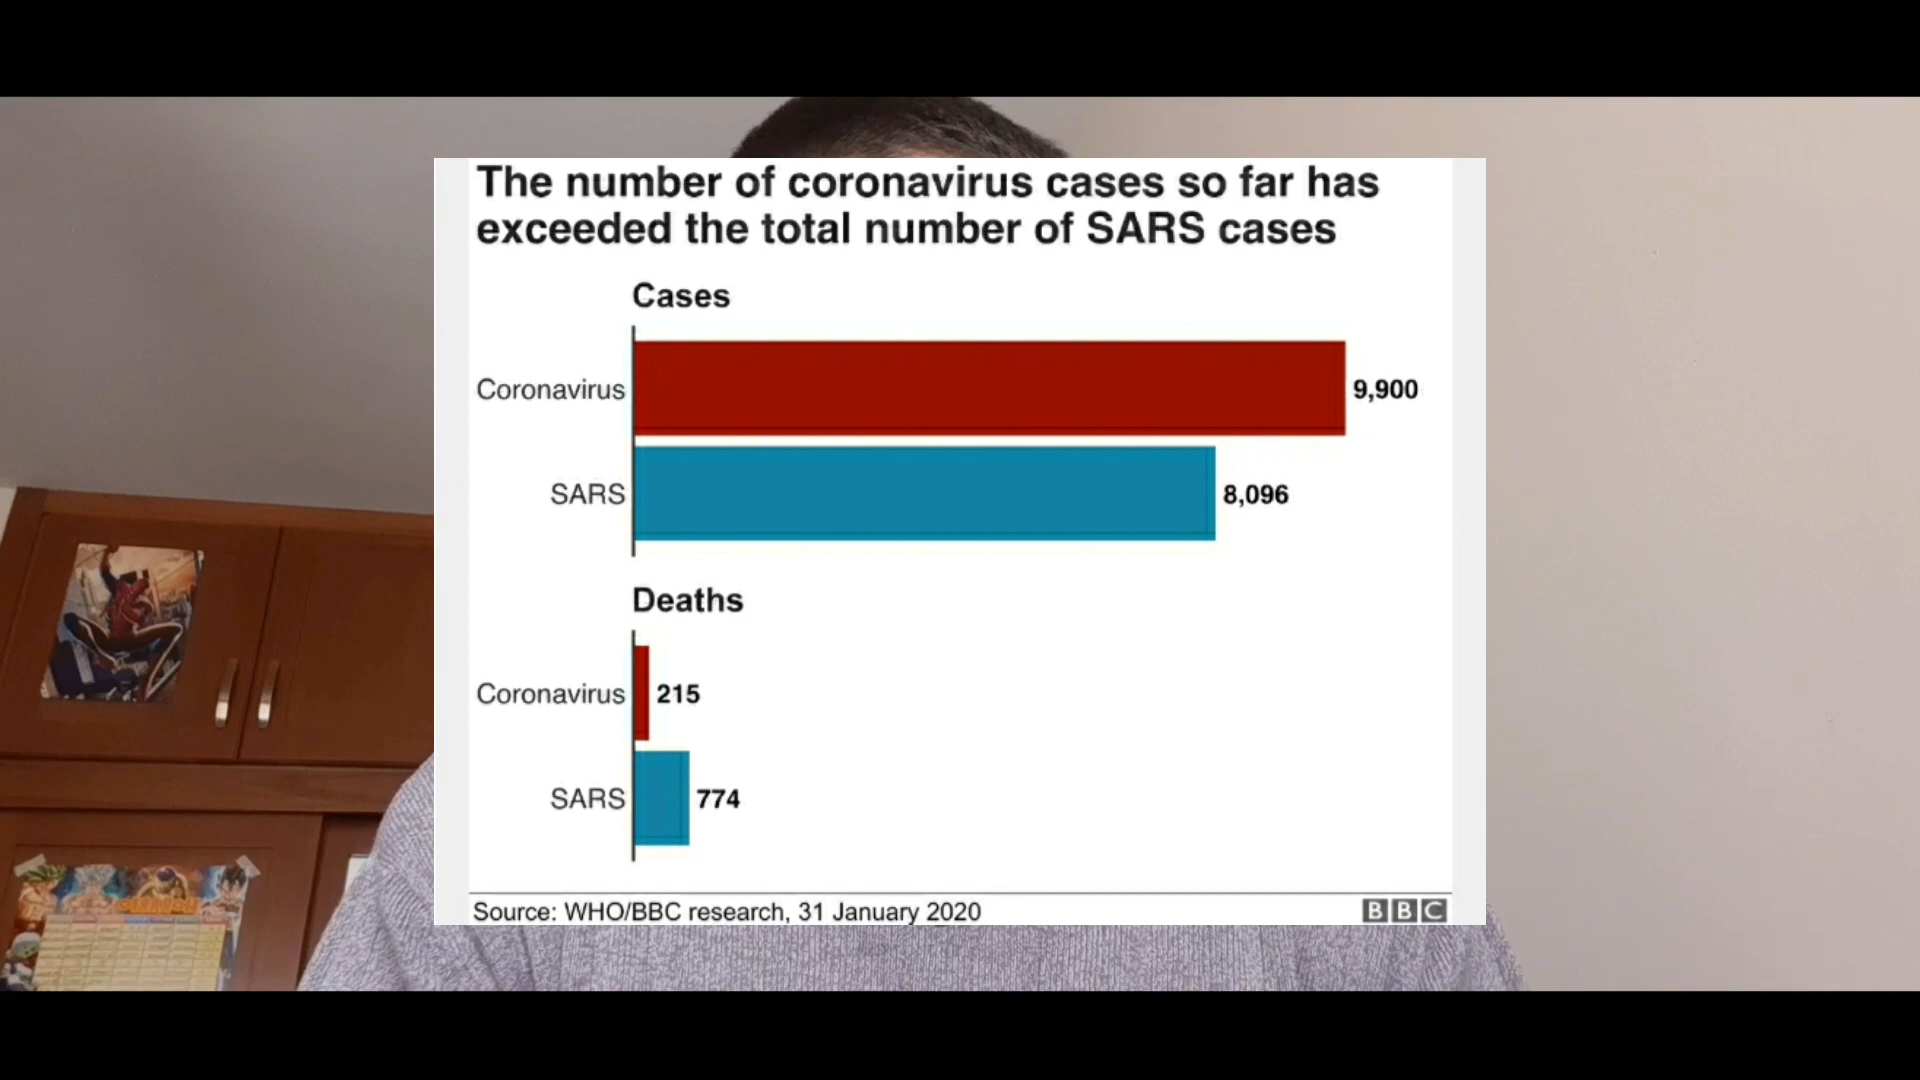 The number of coronavirus cases so far has
exceeded the total number of SARS cases
Cases
Coronavirus 9,900
SARS 8,096
Deaths
Coronavirus 215
SARS 774
Source: WHO/BBC research, 31 January 2020
BBC